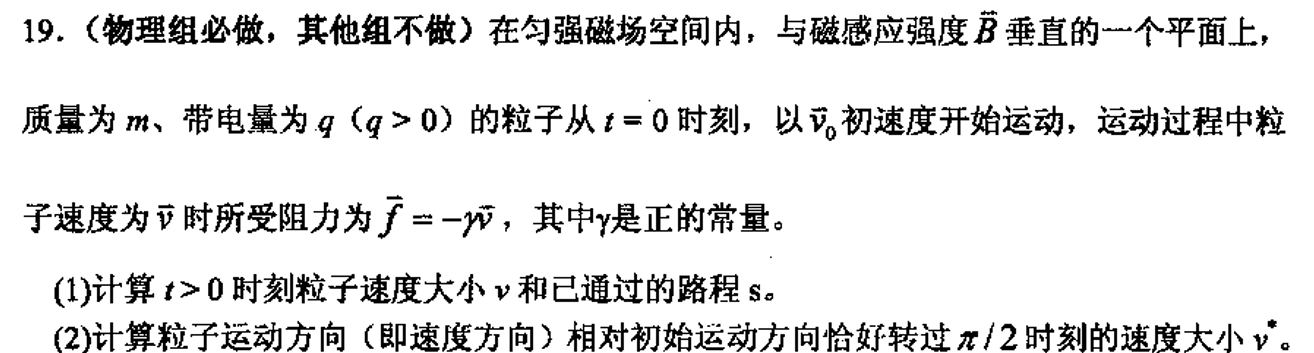 19.（物理组必做，其他组不做）在匀强磁场空间内，与磁感应强度 $\vec{B}$ 垂直的一个平面上，
质量为 m、带电量为 q（q > 0）的粒子从 t = 0 时刻，以 $\vec{v}_0$ 初速度开始运动，运动过程中粒
子速度为 $\vec{v}$ 时所受阻力为 $\vec{f} = -\gamma\vec{v}$，其中γ是正的常量。
(1)计算 t > 0 时刻粒子速度大小 v 和已通过的路程 s。
(2)计算粒子运动方向（即速度方向）相对初始运动方向恰好转过 π / 2 时刻的速度大小 v*。